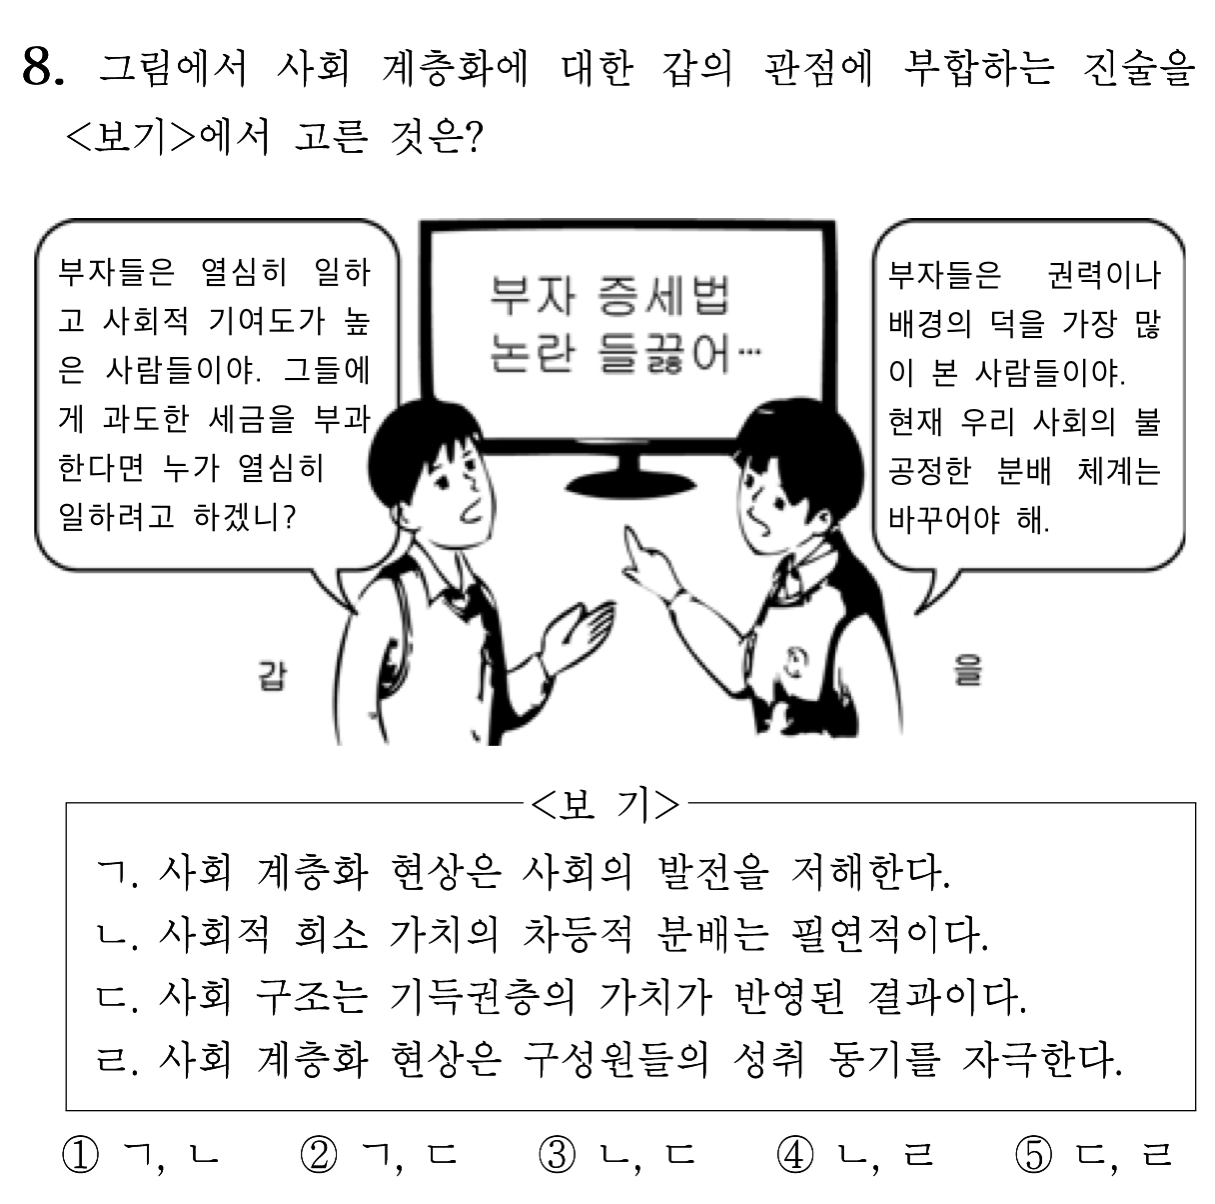 8. 그림에서 사회 계층화에 대한 갑의 관점에 부합하는 진술을
<보기>에서 고른 것은?
부자들은 열심히 일하
고 사회적 기여도가 높
은 사람들이야. 그들에
게 과도한 세금을 부과
한다면 누가 열심히
일하려고 하겠니?
부자 증세법
논란 들끓어…
부자들은 권력이나
배경의 덕을 가장 많
이 본 사람들이야.
현재 우리 사회의 불
공정한 분배 체계는
바꾸어야 해.
갑
을
<보 기>
ㄱ. 사회 계층화 현상은 사회의 발전을 저해한다.
ㄴ. 사회적 희소 가치의 차등적 분배는 필연적이다.
ㄷ. 사회 구조는 기득권층의 가치가 반영된 결과이다.
ㄹ. 사회 계층화 현상은 구성원들의 성취 동기를 자극한다.
① ㄱ, ㄴ ② ㄱ, ㄷ ③ ㄴ, ㄷ ④ ㄴ, ㄹ ⑤ ㄷ, ㄹ